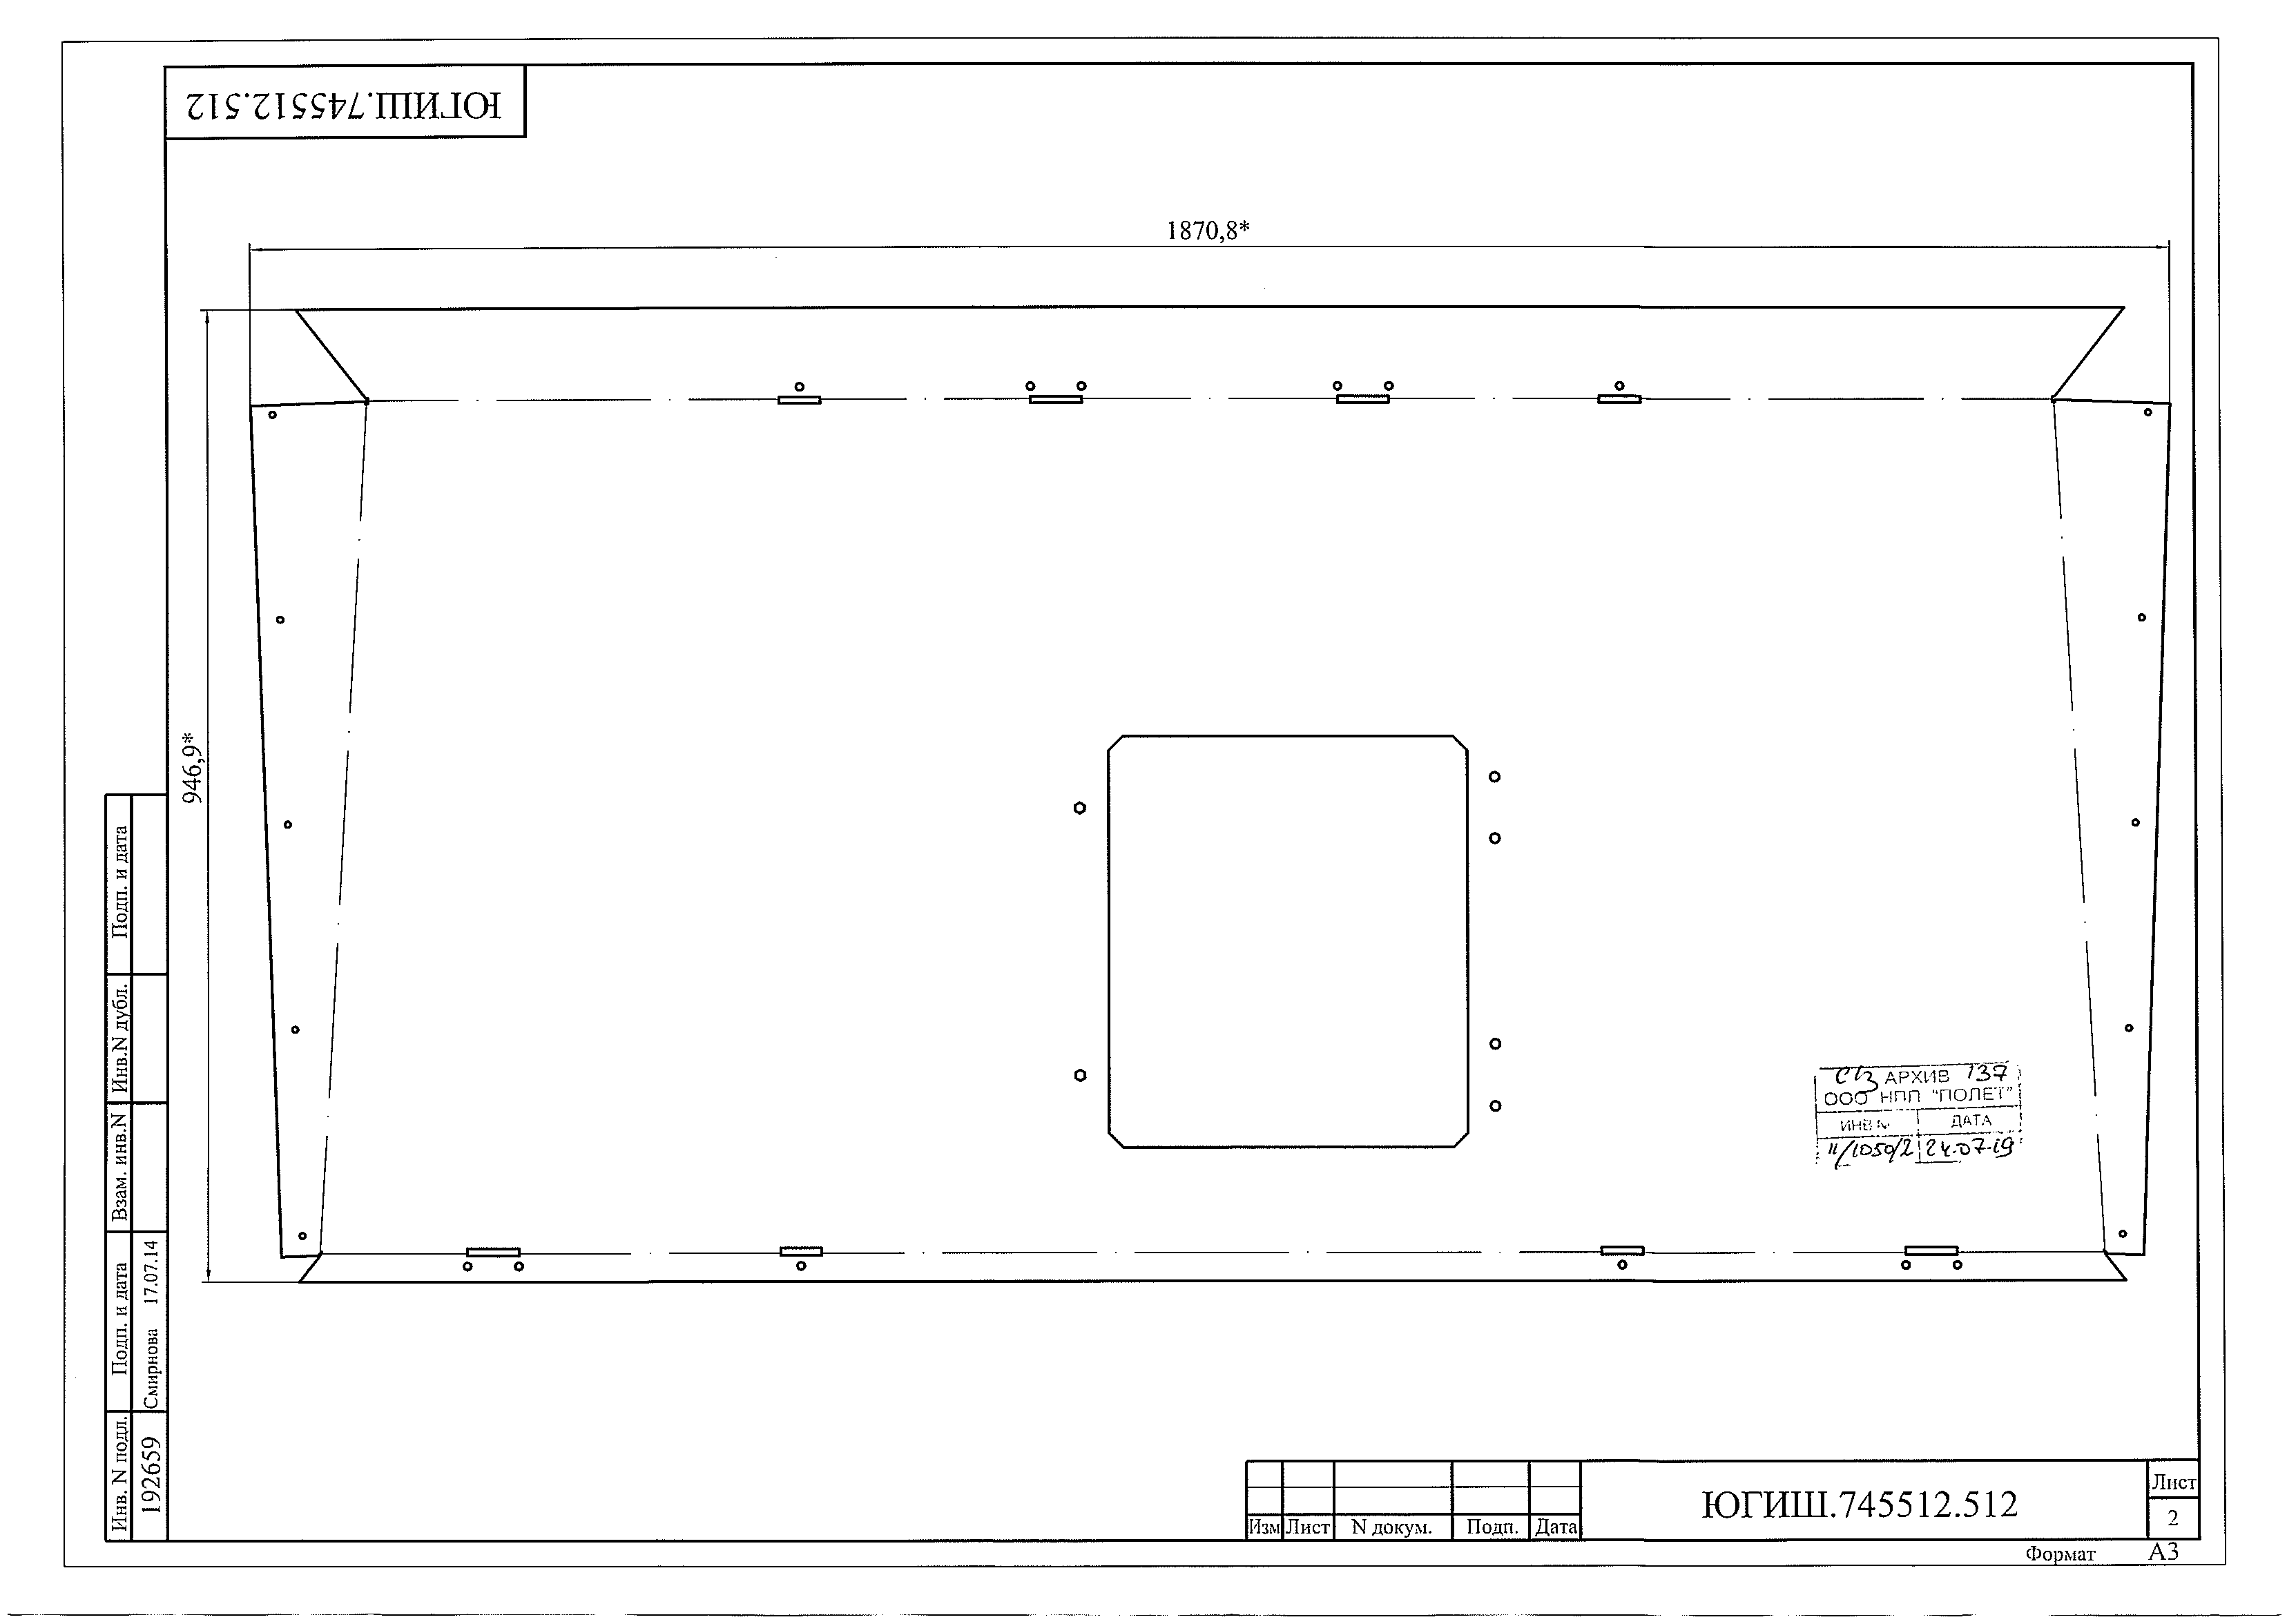 ЮГИШ.745512.512
1870,8*
946,9*
Подп. и дата
Инв.N дубл.
Взам. инв.N
Подп. и дата
Смирнова 17.07.14
Инв. N подл.
192659
АРХИВ 137
ООО НПП "ПОЛЕТ"
ИНВ N ДАТА
11/1050/2 24.07.19
Изм Лист N докум. Подп. Дата
ЮГИШ.745512.512
Лист
2
Формат А3